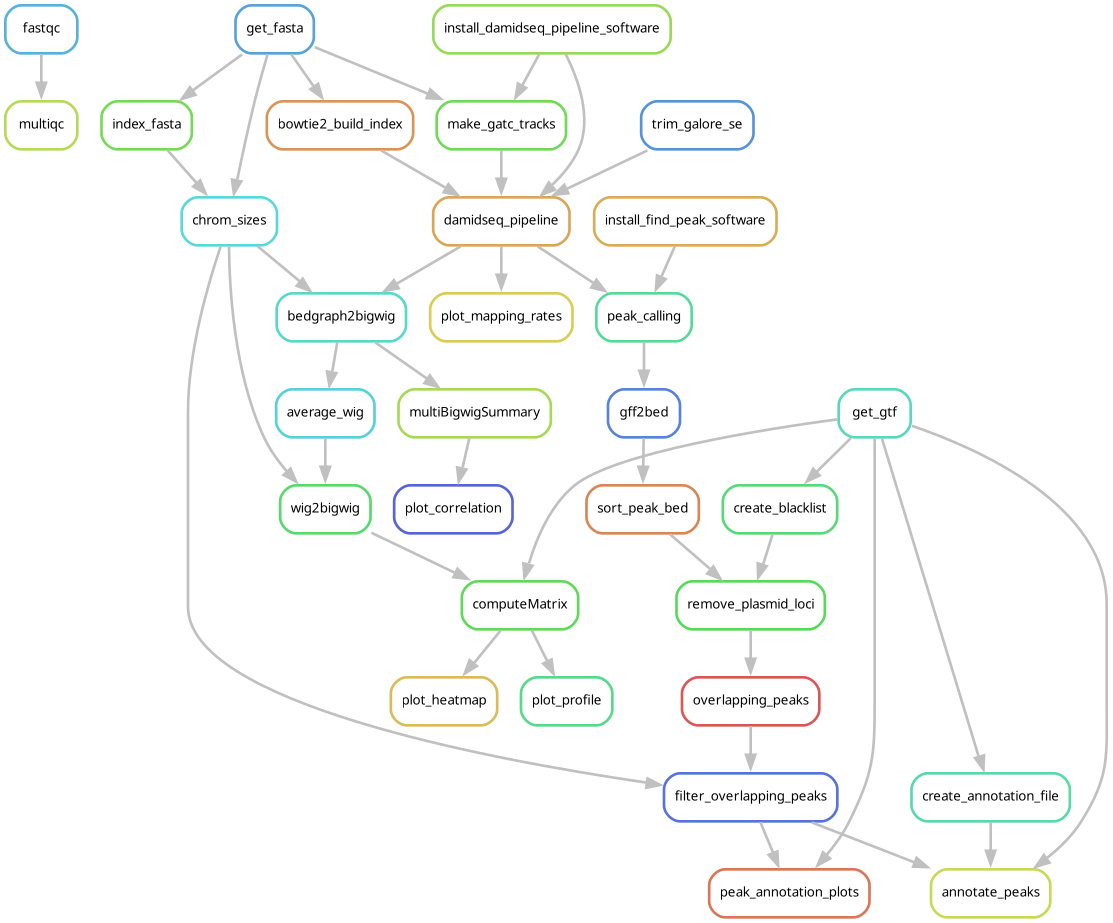 fastqc
get_fasta
install_damidseq_pipeline_software
multiqc
index_fasta
bowtie2_build_index
make_gatc_tracks
trim_galore_se
chrom_sizes
damidseq_pipeline
install_find_peak_software
bedgraph2bigwig
plot_mapping_rates
peak_calling
average_wig
multiBigwigSummary
gff2bed
get_gtf
wig2bigwig
plot_correlation
sort_peak_bed
create_blacklist
computeMatrix
remove_plasmid_loci
plot_heatmap
plot_profile
overlapping_peaks
filter_overlapping_peaks
create_annotation_file
peak_annotation_plots
annotate_peaks